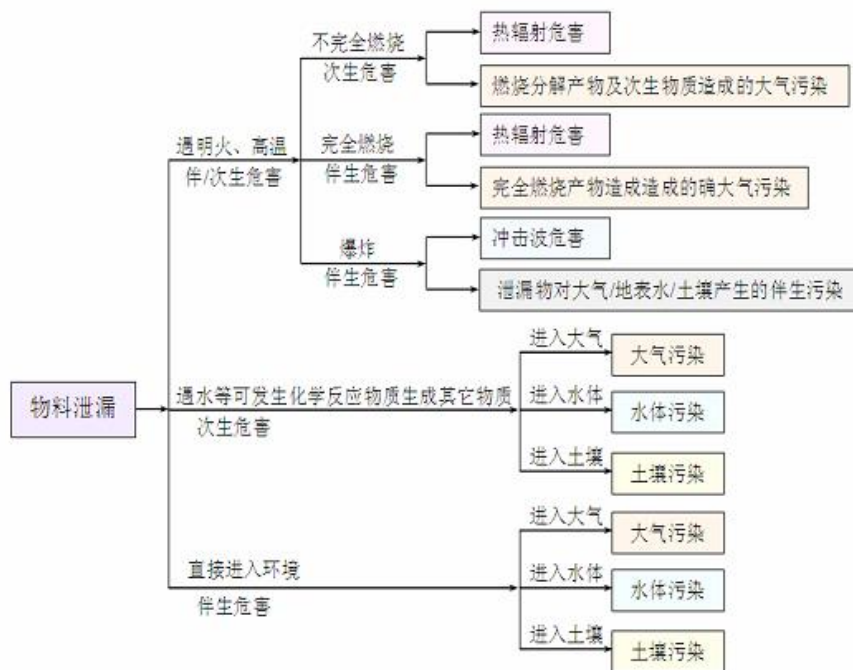 不完全燃烧
次生危害
热辐射危害
燃烧分解产物及次生物质造成的大气污染
遇明火、高温
伴/次生危害
完全燃烧
伴生危害
热辐射危害
完全燃烧产物造成造成的确大气污染
爆炸
伴生危害
冲击波危害
泄漏物对大气/地表水/土壤产生的伴生污染
物料泄漏
遇水等可发生化学反应物质生成其它物质
次生危害
进入大气
大气污染
进入水体
水体污染
进入土壤
土壤污染
直接进入环境
伴生危害
进入大气
大气污染
进入水体
水体污染
进入土壤
土壤污染